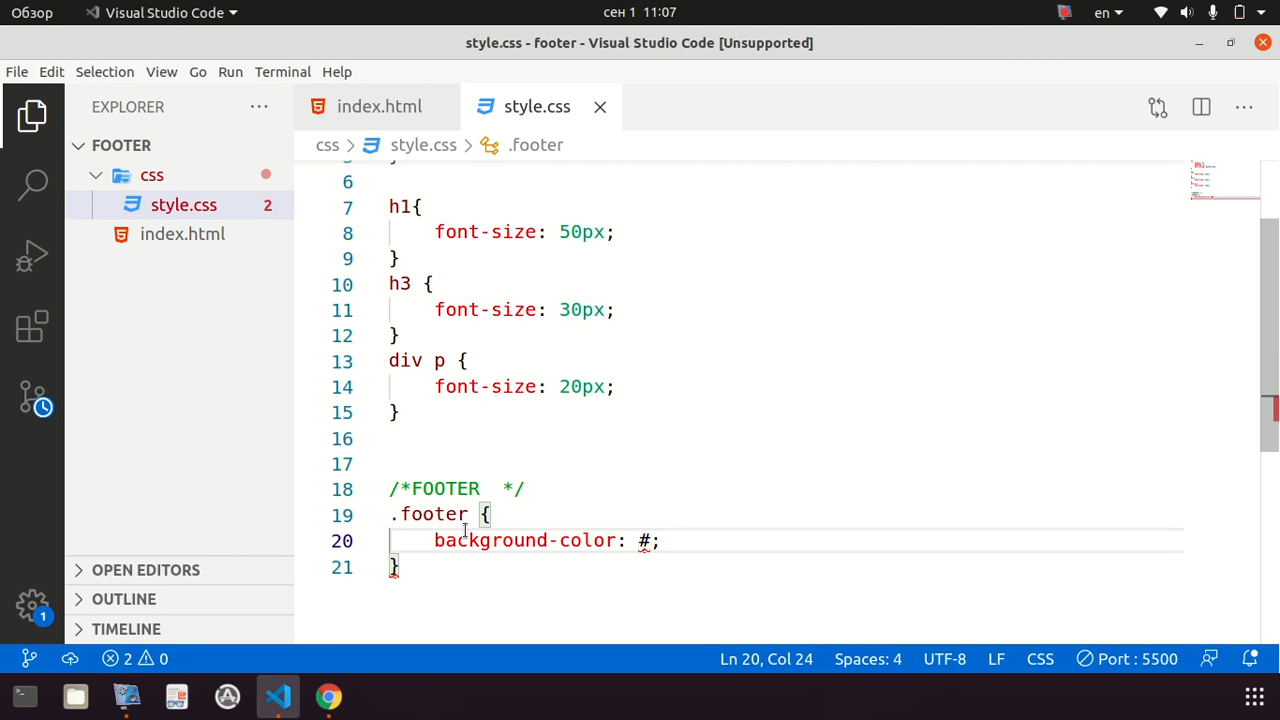 Обзор Visual Studio Code сен 1 11:07 en
style.css - footer - Visual Studio Code [Unsupported]
File Edit Selection View Go Run Terminal Help
EXPLORER ··· index.html style.css ···
FOOTER
css > style.css > .footer
css
style.css 2
index.html
6
7 h1{
8 font-size: 50px;
9 }
10 h3 {
11 font-size: 30px;
12 }
13 div p {
14 font-size: 20px;
15 }
16
17
18 /*FOOTER */
19 .footer {
20 background-color: #;
21 }
OPEN EDITORS
OUTLINE
TIMELINE
1
2 0 Ln 20, Col 24 Spaces: 4 UTF-8 LF CSS Port : 5500